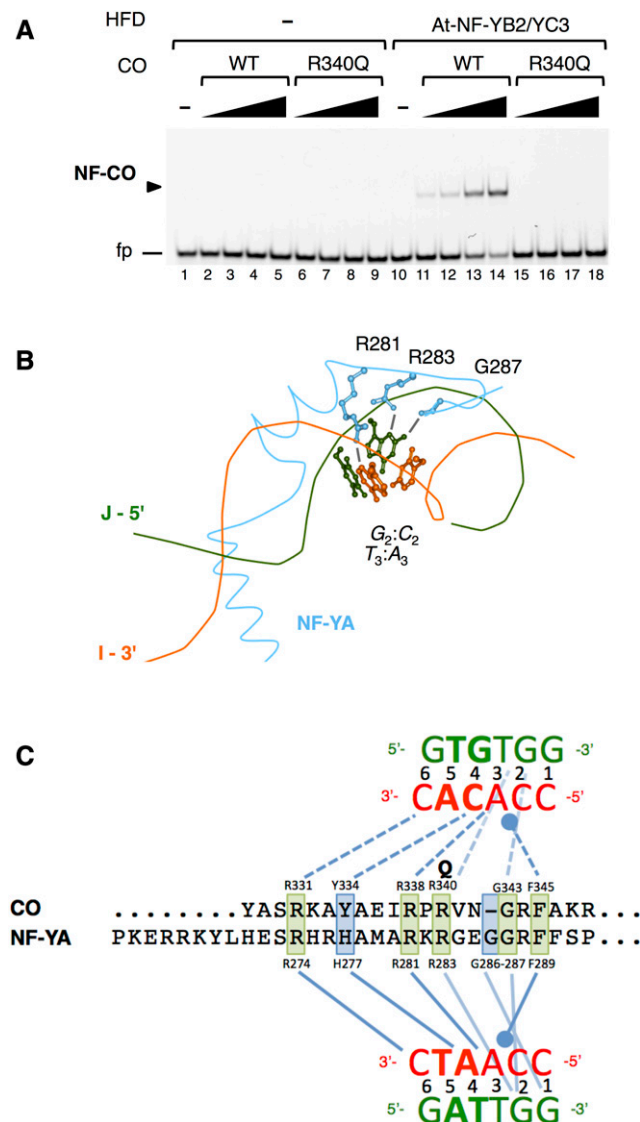 A
HFD – At-NF-YB2/YC3
CO WT R340Q WT R340Q
– –
NF-CO
fp
1 2 3 4 5 6 7 8 9 10 11 12 13 14 15 16 17 18
B
R281 R283 G287
J - 5'
G2:C2
T3:A3
NF-YA
I - 3'
C
5'- GTGTGG -3'
6 5 4 3 2 1
3'- CACACC -5'
Q
R331 Y334 R338 R340 G343 F345
CO ........YASRKAYAEIRPRVN-GRFAKR...
NF-YA PKERRKYLHESRHRHAMARKRGEGGRFFSP...
R274 H277 R281 R283 G286-287 F289
3'- CTAACC -5'
6 5 4 3 2 1
5'- GATTGG -3'